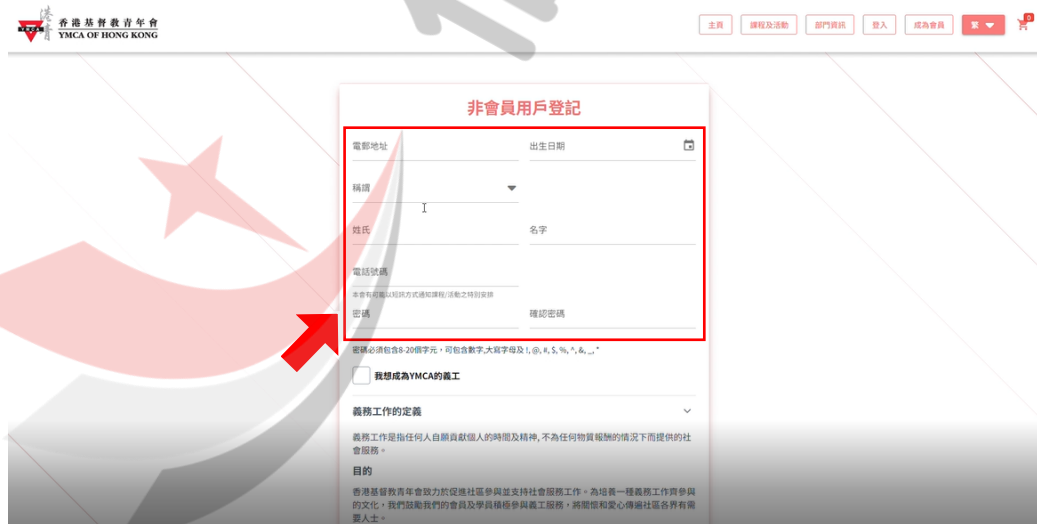 港青
香港基督教青年會
YMCA
YMCA OF HONG KONG
主頁
課程及活動
部門資訊
登入
成為會員
繁
0
非會員用戶登記
電郵地址
出生日期
稱謂
姓氏
名字
電話號碼
本會有可能以短訊方式通知課程/活動之特別安排
密碼
確認密碼
密碼必須包含8-20個字元，可包含數字,大寫字母及 !, @, #, $, %, ^, &, _, *
我想成為YMCA的義工
義務工作的定義
義務工作是指任何人自願貢獻個人的時間及精神, 不為任何物質報酬的情況下而提供的社
會服務。
目的
香港基督教青年會致力於促進社區參與並支持社會服務工作。為培養一種義務工作齊參與
的文化，我們鼓勵我們的會員及學員積極參與義工服務，將關懷和愛心傳遍社區各界有需
要人士。